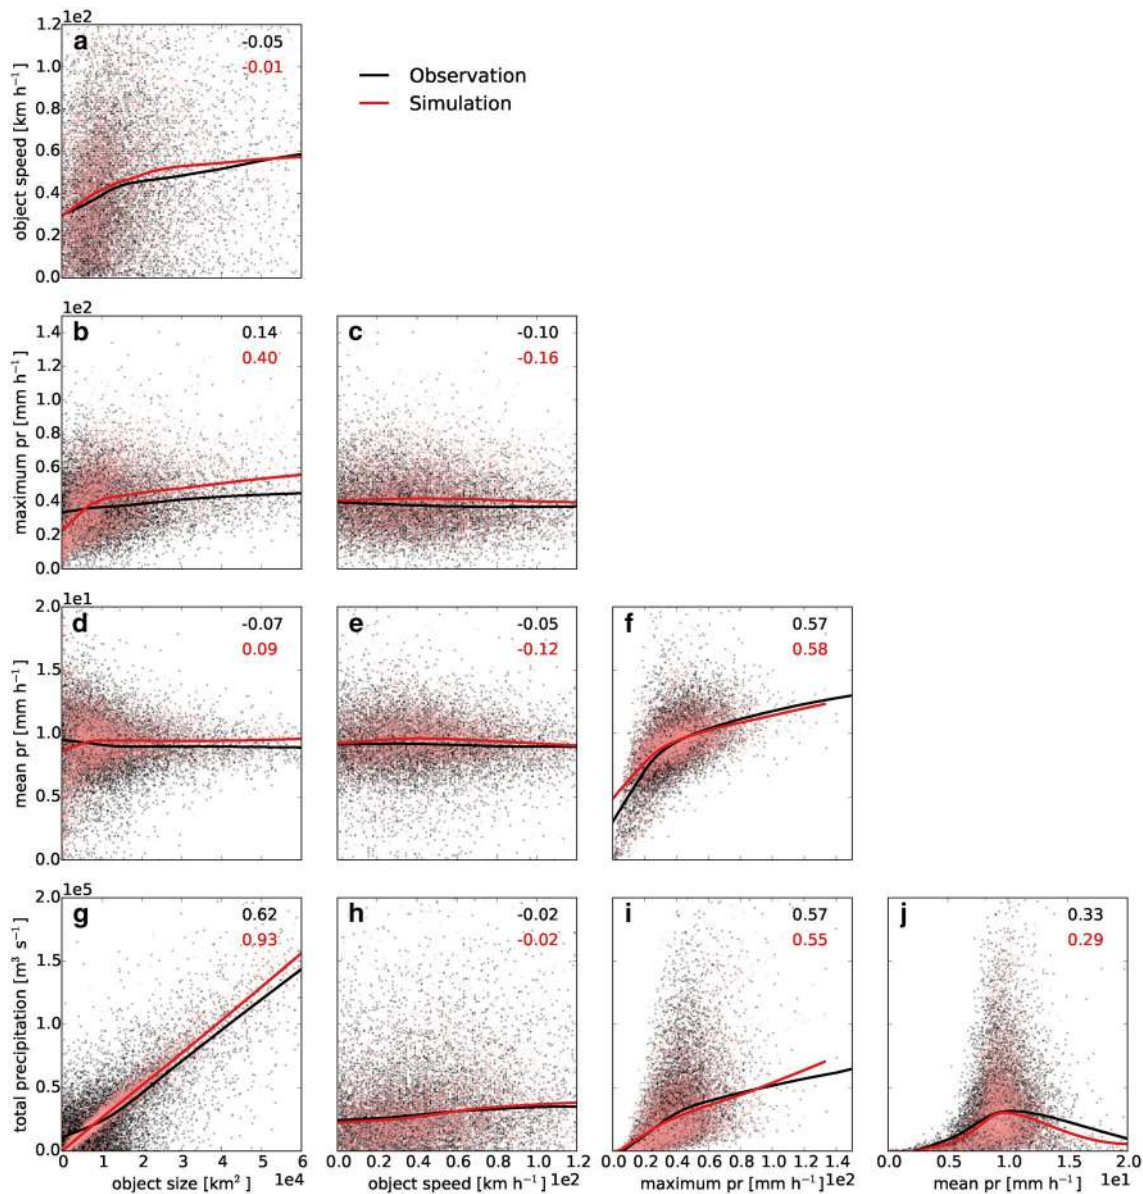 1e2
a
-0.05
-0.01
Observation
Simulation
object speed [km h⁻¹]
1.2
1.0
0.8
0.6
0.4
0.2
0.0
1e2
b
0.14
0.40
c
-0.10
-0.16
maximum pr [mm h⁻¹]
1.4
1.2
1.0
0.8
0.6
0.4
0.2
0.0
1e1
d
-0.07
0.09
e
-0.05
-0.12
f
0.57
0.58
mean pr [mm h⁻¹]
2.0
1.5
1.0
0.5
0.0
1e5
g
0.62
0.93
h
-0.02
-0.02
i
0.57
0.55
j
0.33
0.29
total precipitation [m³ s⁻¹]
2.0
1.5
1.0
0.5
0.0
0 1 2 3 4 5 6
0.0 0.2 0.4 0.6 0.8 1.0 1.2
0.0 0.2 0.4 0.6 0.8 1.0 1.2 1.4
0.0 0.5 1.0 1.5 2.0
object size [km²] 1e4
object speed [km h⁻¹] 1e2
maximum pr [mm h⁻¹] 1e2
mean pr [mm h⁻¹] 1e1